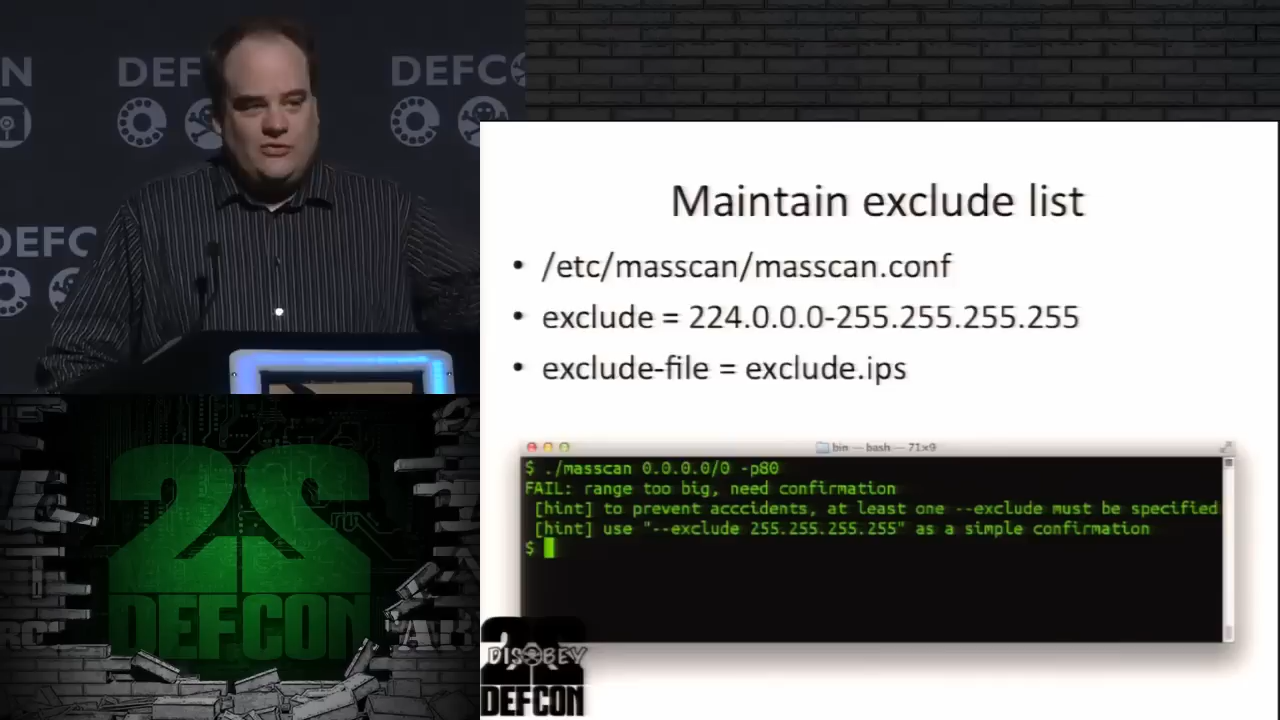 N
DEF
DEFC
DEFC
Maintain exclude list
• /etc/masscan/masscan.conf
• exclude = 224.0.0.0-255.255.255.255
• exclude-file = exclude.ips
bin — bash — 71×9
$ ./masscan 0.0.0.0/0 -p80
FAIL: range too big, need confirmation
[hint] to prevent acccidents, at least one --exclude must be specified
[hint] use "--exclude 255.255.255.255" as a simple confirmation
$
22
DEFCON
DISOBEY
DEFCON